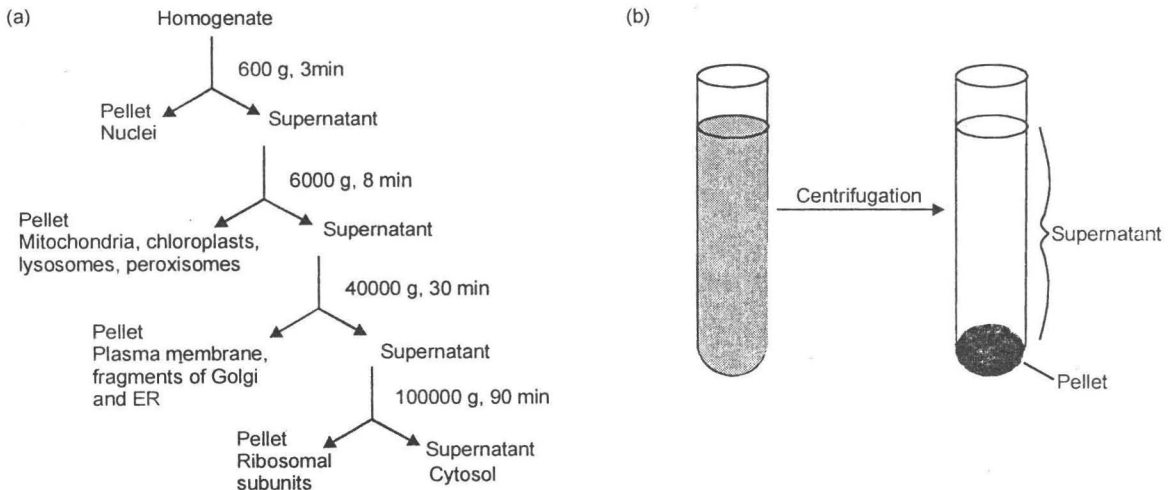 (a)
Homogenate
600 g, 3min
Pellet
Nuclei
Supernatant
6000 g, 8 min
Pellet
Mitochondria, chloroplasts,
lysosomes, peroxisomes
Supernatant
40000 g, 30 min
Pellet
Plasma membrane,
fragments of Golgi
and ER
Supernatant
100000 g, 90 min
Pellet
Ribosomal
subunits
Supernatant
Cytosol
(b)
Centrifugation
Supernatant
Pellet